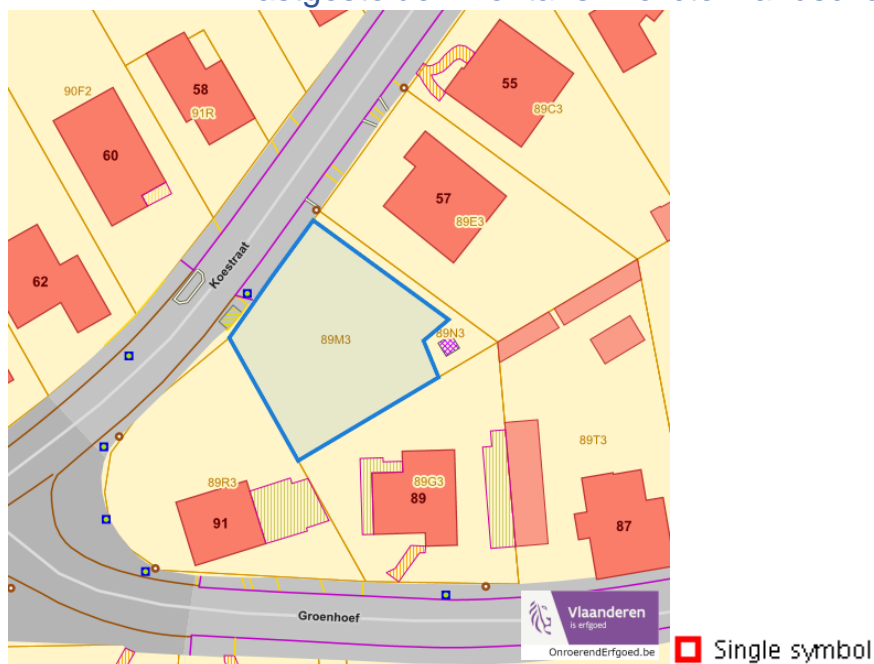 90F2
58
91R
60
62
55
89C3
57
89E3
Koestraat
89M3
89N3
89T3
89R3
91
89G3
89
87
Groenhoef
Vlaanderen
is erfgoed
OnroerendErfgoed.be
Single symbol